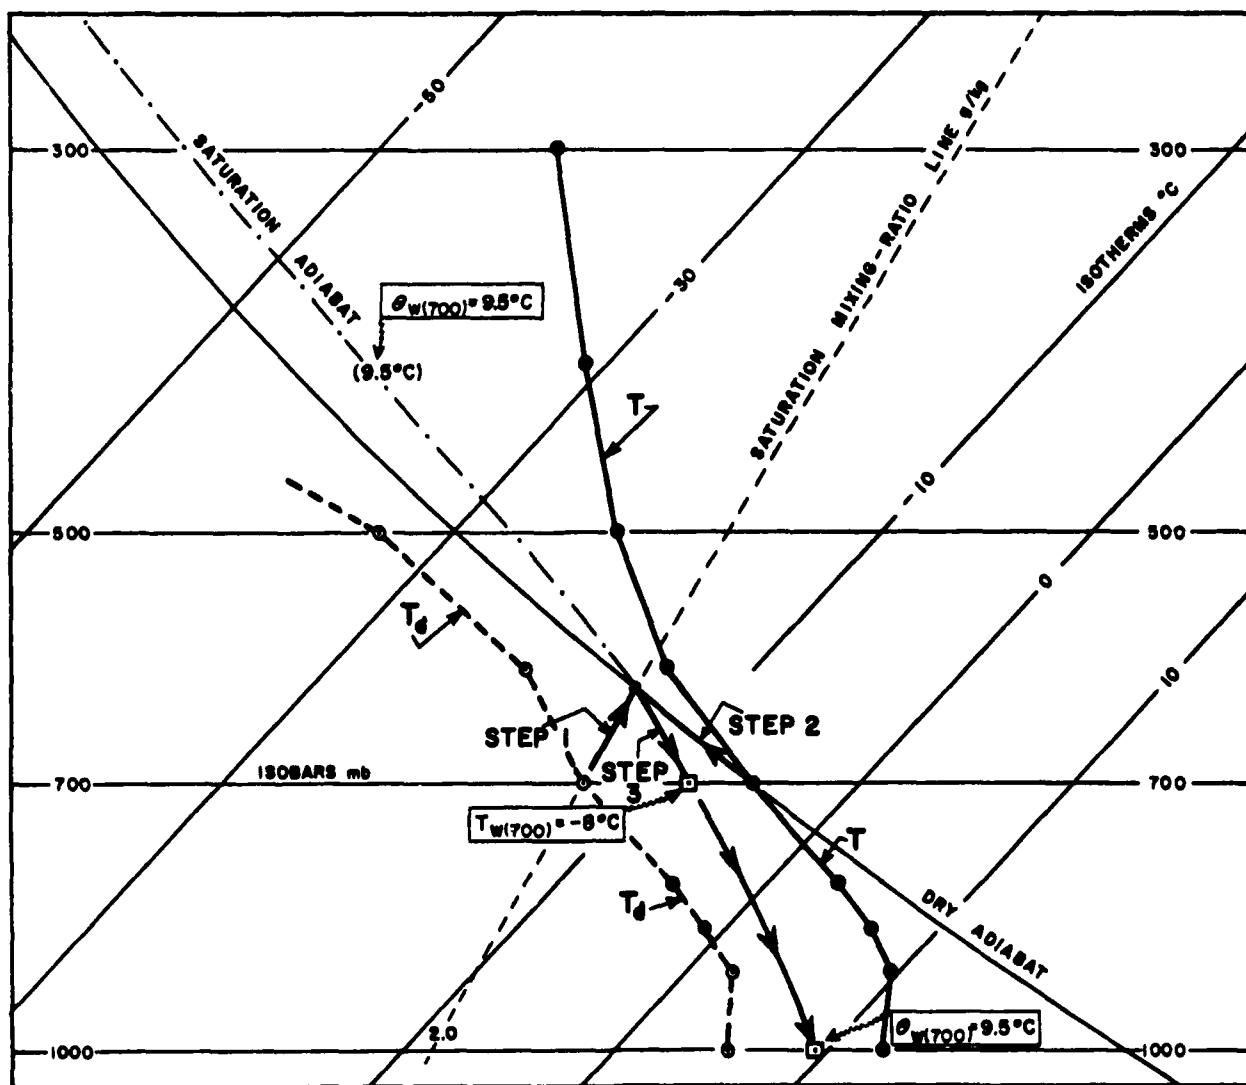 -50
300
300
SATURATION ADIABAT
SATURATION MIXING-RATIO LINE g/kg
ISOTHERMS °C
-30
θW(700) = 9.5°C
(9.5°C)
T
-10
500
500
0
Td
10
STEP 1
STEP 2
STEP 3
ISOBARS mb
700
700
TW(700) = -8°C
T
Td
DRY ADIABAT
2.0
θW(700) = 9.5°C
1000
1000